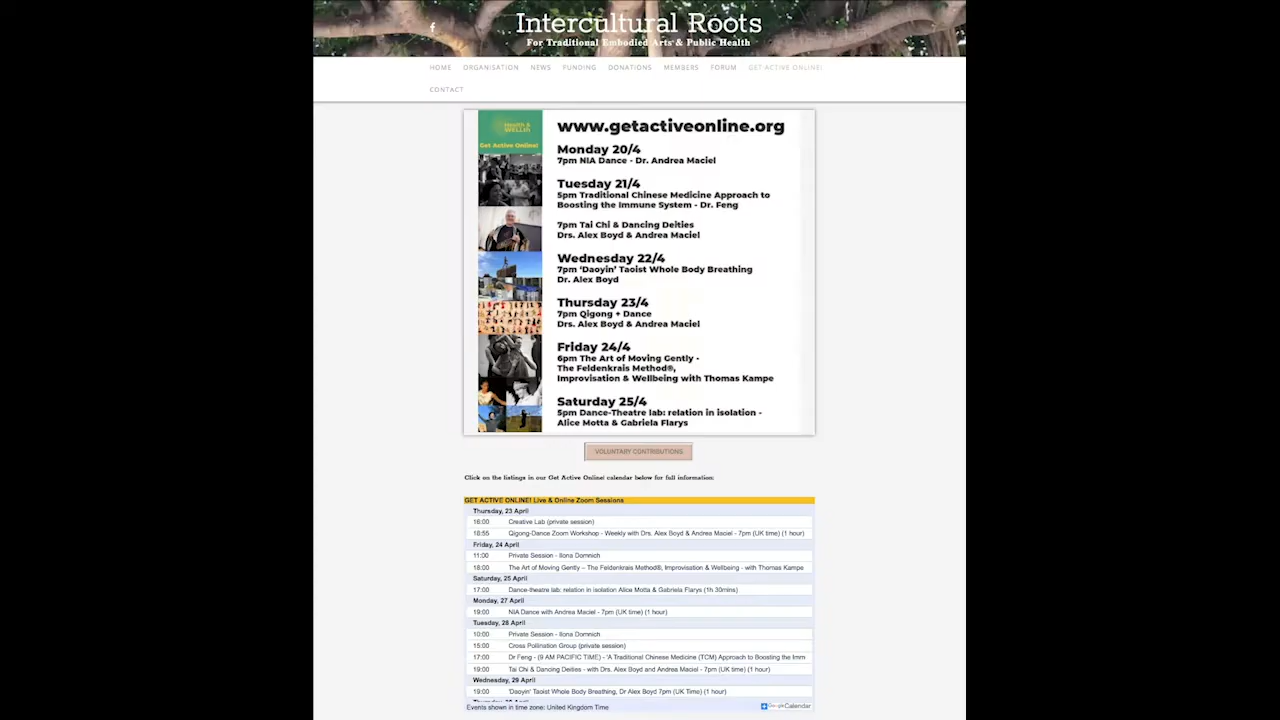 Intercultural Roots
For Traditional Embodied Arts & Public Health
HOME ORGANISATION NEWS FUNDING DONATIONS MEMBERS FORUM GET ACTIVE ONLINE!
CONTACT
Health &
Get Active Online!
www.getactiveonline.org
Monday 20/4
7pm NIA Dance - Dr. Andrea Maciel
Tuesday 21/4
5pm Traditional Chinese Medicine Approach to
Boosting the Immune System - Dr. Feng
7pm Tai Chi & Dancing Deities
Drs. Alex Boyd & Andrea Maciel
Wednesday 22/4
7pm ‘Daoyin’ Taoist Whole Body Breathing
Dr. Alex Boyd
Thursday 23/4
7pm Qigong + Dance
Drs. Alex Boyd & Andrea Maciel
Friday 24/4
6pm The Art of Moving Gently -
The Feldenkrais Method®,
Improvisation & Wellbeing with Thomas Kampe
Saturday 25/4
5pm Dance-Theatre lab: relation in isolation -
Alice Motta & Gabriela Flarys
VOLUNTARY CONTRIBUTIONS
Click on the listings in our Get Active Online! calendar below for full information:
GET ACTIVE ONLINE! Live & Online Zoom Sessions
Thursday, 23 April
16:00 Creative Lab (private session)
18:55 Qigong-Dance Zoom Workshop - Weekly with Drs. Alex Boyd & Andrea Maciel - 7pm (UK time) (1 hour)
Friday, 24 April
11:00 Private Session - Ilona Domnich
18:00 The Art of Moving Gently – The Feldenkrais Method®, Improvisation & Wellbeing - with Thomas Kampe
Saturday, 25 April
17:00 Dance-theatre lab: relation in isolation Alice Motta & Gabriela Flarys (1h 30mins)
Monday, 27 April
19:00 NIA Dance with Andrea Maciel - 7pm (UK time) (1 hour)
Tuesday, 28 April
10:00 Private Session - Ilona Domnich
15:00 Cross Pollination Group (private session)
17:00 Dr Feng - (9 AM PACIFIC TIME) - 'A Traditional Chinese Medicine (TCM) Approach to Boosting the Imm
19:00 Tai Chi & Dancing Deities - with Drs. Alex Boyd and Andrea Maciel - 7pm (UK time) (1 hour)
Wednesday, 29 April
19:00 'Daoyin' Taoist Whole Body Breathing, Dr Alex Boyd 7pm (UK Time) (1 hour)
Events shown in time zone: United Kingdom Time
Google Calendar